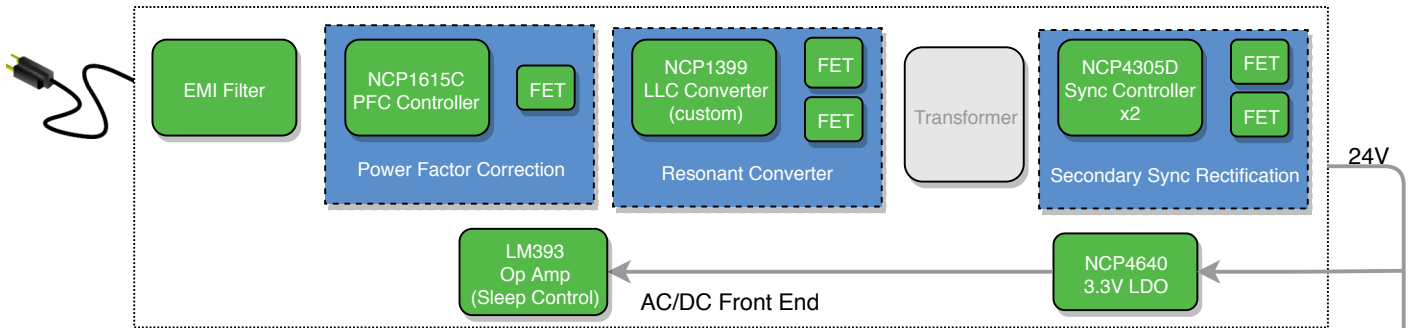 EMI Filter
NCP1615C
PFC Controller
FET
Power Factor Correction
NCP1399
LLC Converter
(custom)
FET
FET
Resonant Converter
Transformer
NCP4305D
Sync Controller
x2
FET
FET
Secondary Sync Rectification
24V
LM393
Op Amp
(Sleep Control)
AC/DC Front End
NCP4640
3.3V LDO